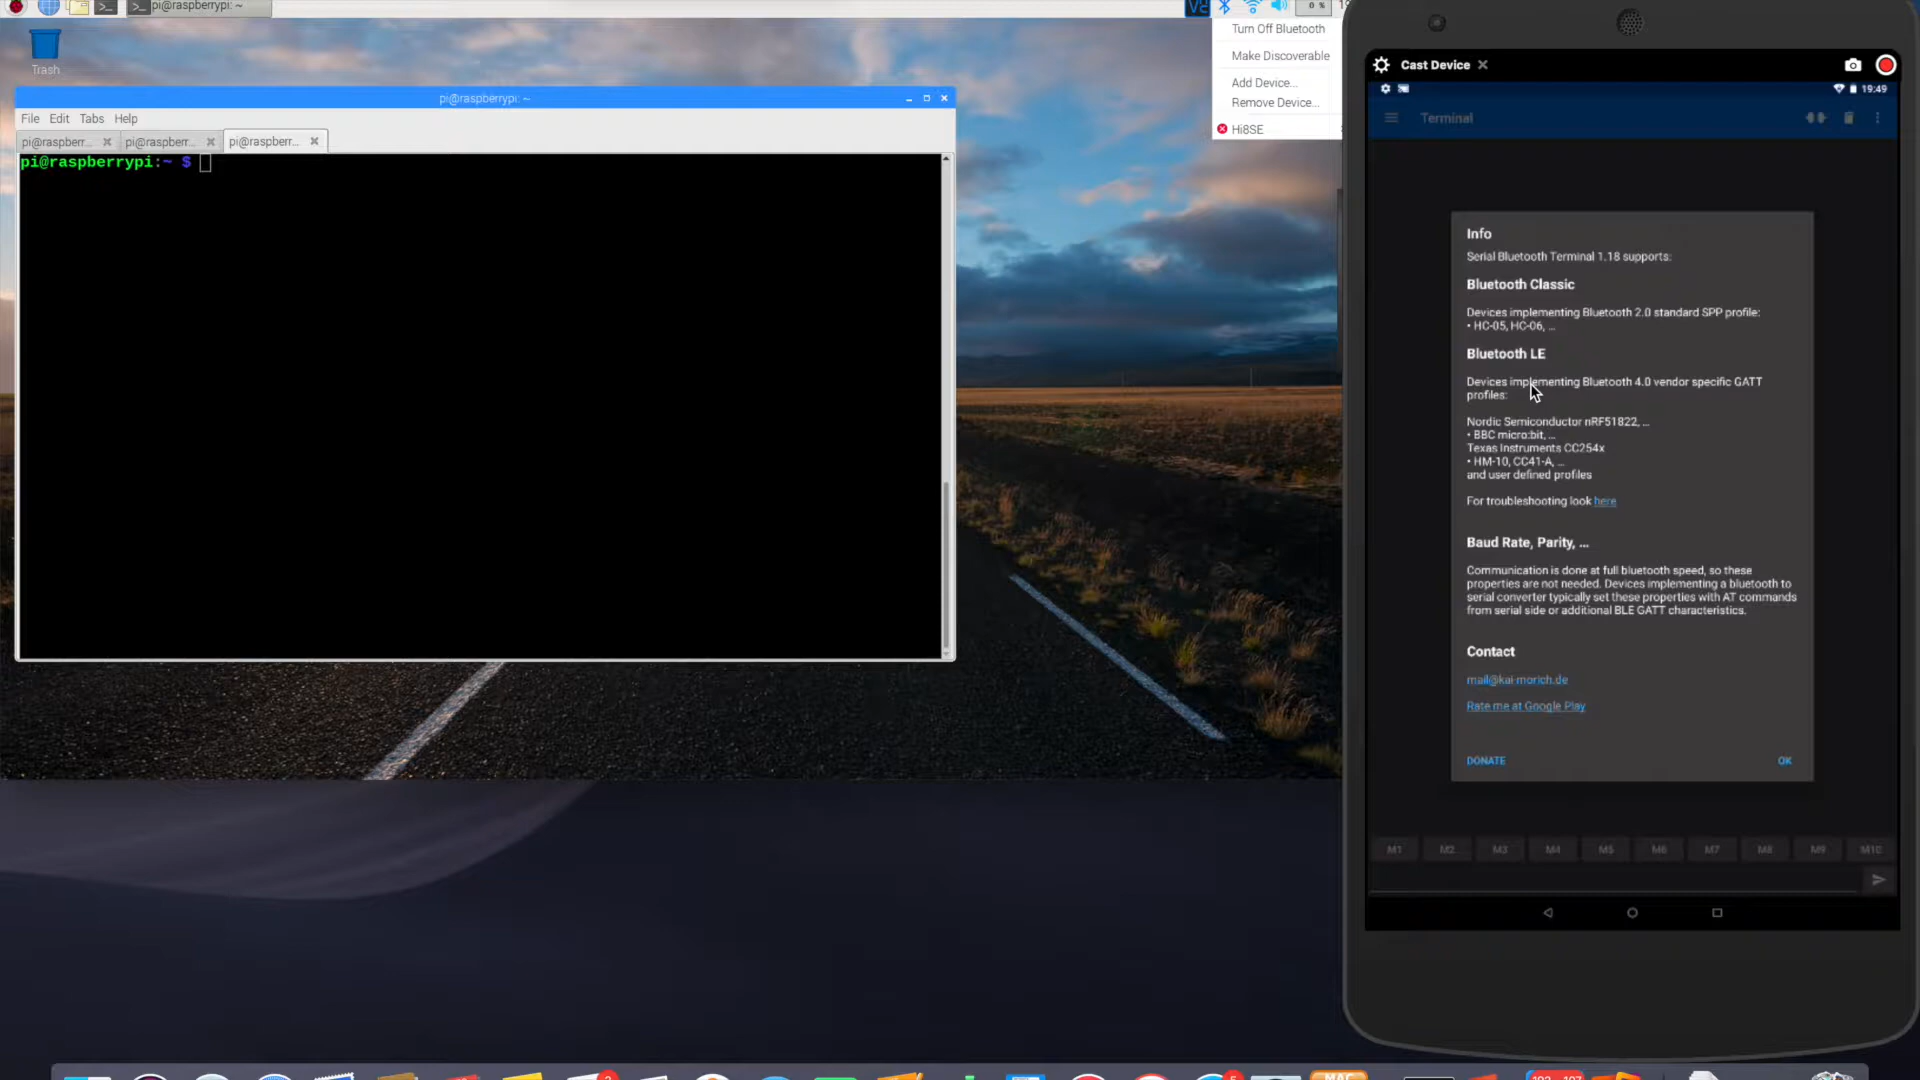 pi@raspberrypi: ~
0 %
Trash
Turn Off Bluetooth
Make Discoverable
Add Device...
Remove Device...
Hi8SE
pi@raspberrypi: ~
File Edit Tabs Help
pi@raspberr... pi@raspberr... pi@raspberr...
pi@raspberrypi:~ $
Cast Device
19:49
Terminal
Info
Serial Bluetooth Terminal 1.18 supports:
Bluetooth Classic
Devices implementing Bluetooth 2.0 standard SPP profile:
• HC-05, HC-06, ...
Bluetooth LE
Devices implementing Bluetooth 4.0 vendor specific GATT
profiles:
Nordic Semiconductor nRF51822, ...
• BBC micro:bit, ...
Texas Instruments CC254x
• HM-10, CC41-A, ...
and user defined profiles
For troubleshooting look here
Baud Rate, Parity, ...
Communication is done at full bluetooth speed, so these
properties are not needed. Devices implementing a bluetooth to
serial converter typically set these properties with AT commands
from serial side or additional BLE GATT characteristics.
Contact
mail@kai-morich.de
Rate me at Google Play
DONATE OK
M1 M2 M3 M4 M5 M6 M7 M8 M9 M10